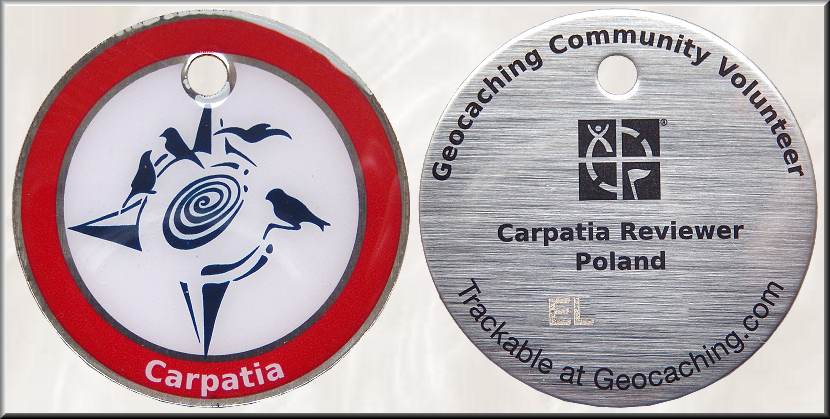 Carpatia
Geocaching Community Volunteer
®
Carpatia Reviewer
Poland
EL
Trackable at Geocaching.com